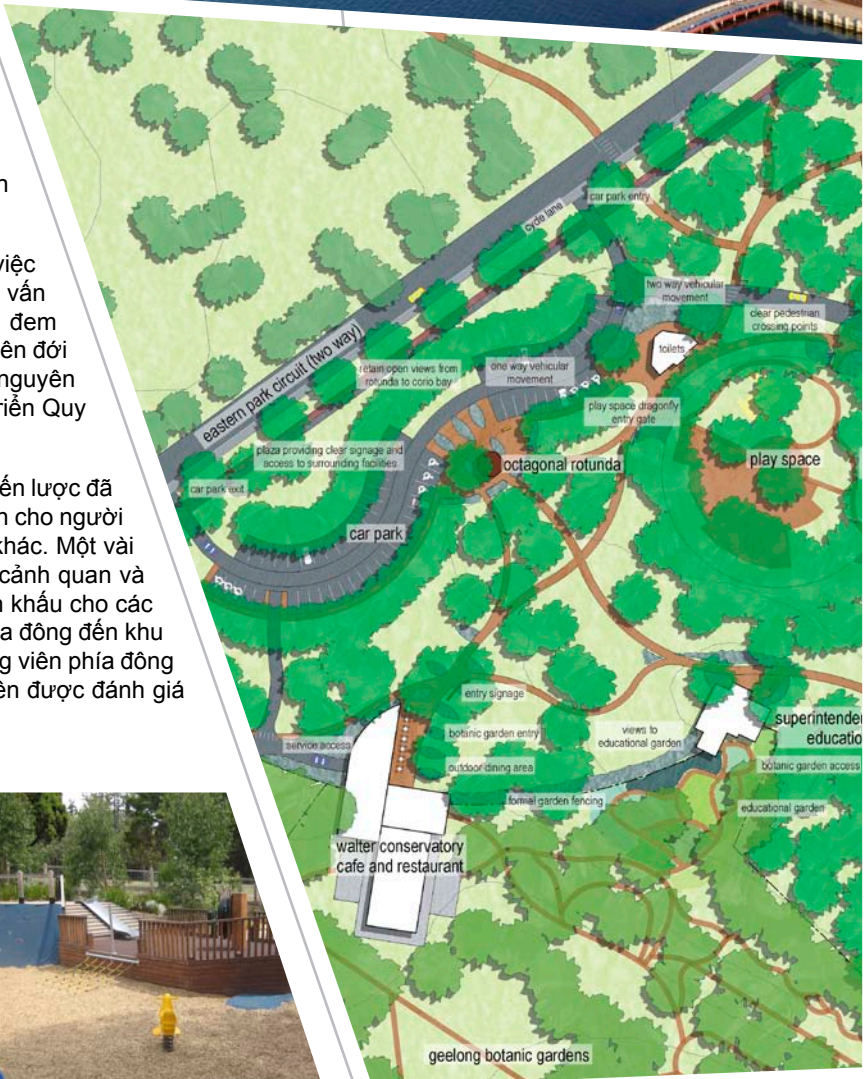 n
việc
vấn
đem
ên đới
nguyên
riển Quy
ến lược đã
h cho người
khác. Một vài
cảnh quan và
n khấu cho các
a đông đến khu
g viên phía đông
ên được đánh giá
car park entry
cycle lane
two way vehicular
movement
clear pedestrian
crossing points
toilets
eastern park circuit (two way)
retain open views from
rotunda to corio bay
one way vehicular
movement
play space dragonfly
entry gate
plaza providing clear signage and
access to surrounding facilities
octagonal rotunda
play space
car park exit
car park
entry signage
botanic garden entry
views to
educational garden
superintenden
educatio
service access
outdoor dining area
botanic garden access
formal garden fencing
educational garden
walter conservatory
cafe and restaurant
geelong botanic gardens